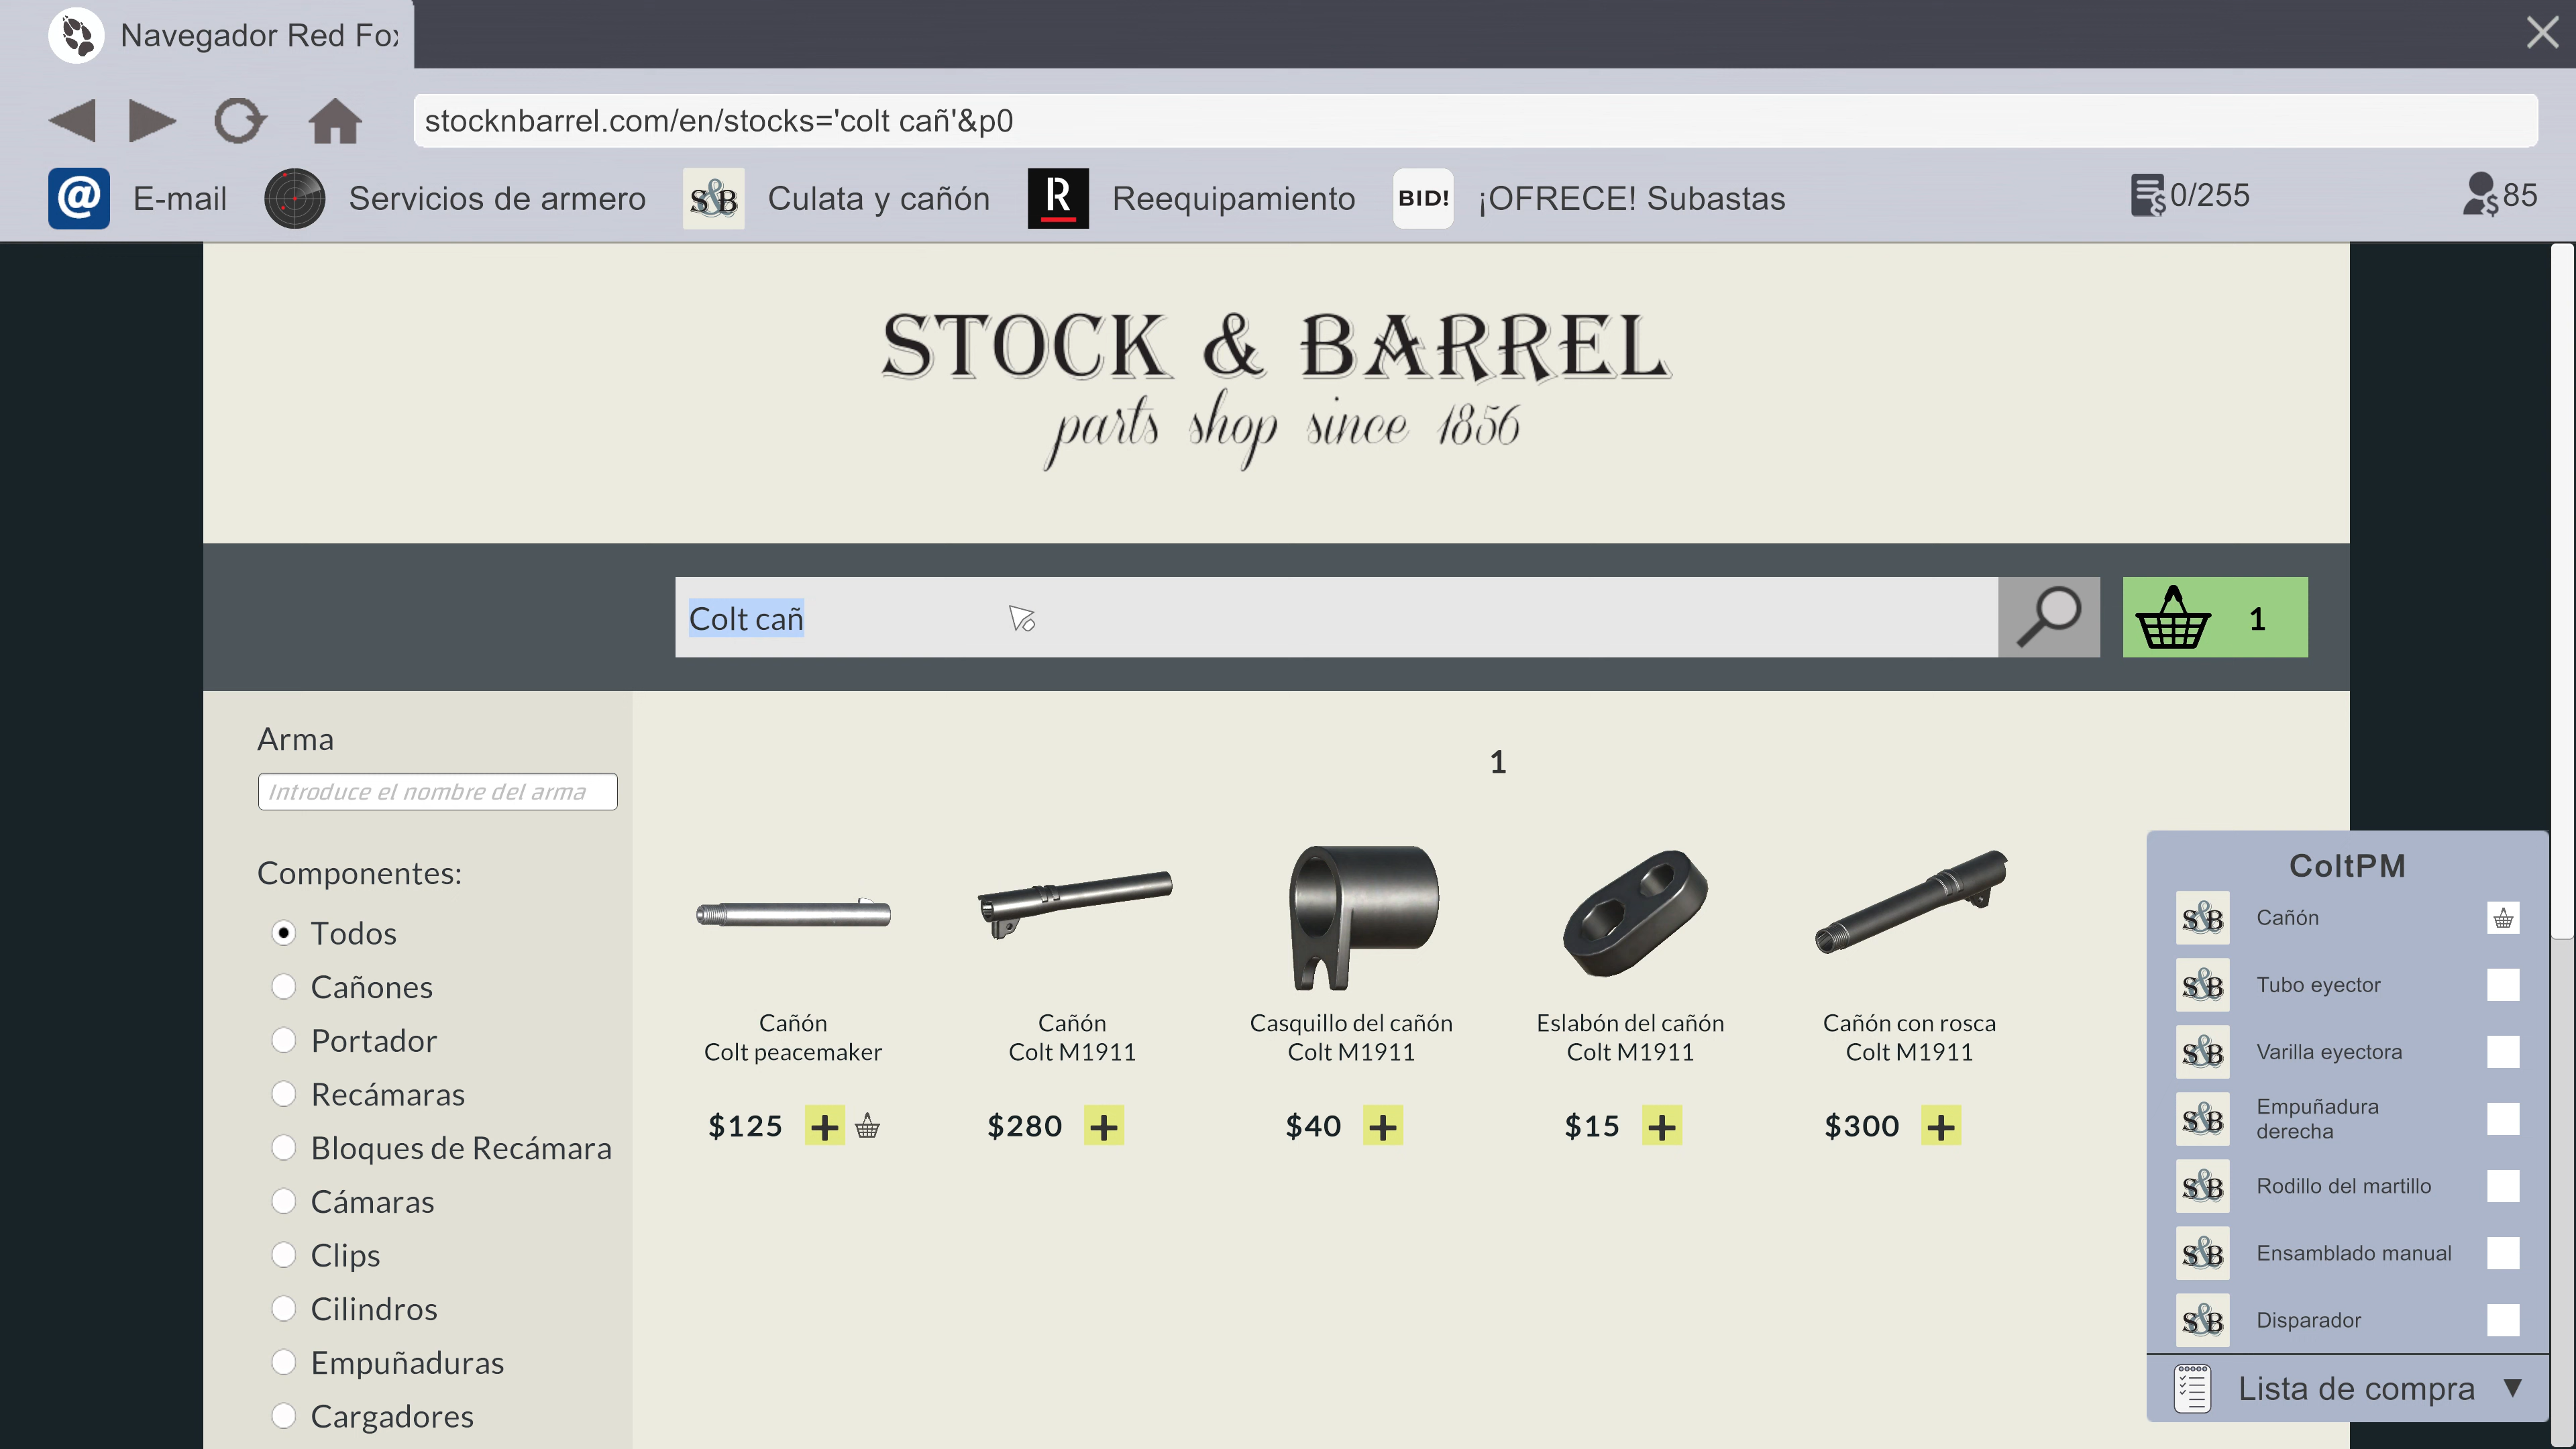 Navegador Red Fox
stocknbarrel.com/en/stocks='colt cañ'&p0
@ E-mail
Servicios de armero
S&B Culata y cañón
R Reequipamiento
BID! ¡OFRECE! Subastas
0/255
85
STOCK & BARREL
parts shop since 1856
Colt cañ
1
Arma
Introduce el nombre del arma
Componentes:
Todos
Cañones
Portador
Recámaras
Bloques de Recámara
Cámaras
Clips
Cilindros
Empuñaduras
Cargadores
1
Cañón
Colt peacemaker
$125 +
Cañón
Colt M1911
$280 +
Casquillo del cañón
Colt M1911
$40 +
Eslabón del cañón
Colt M1911
$15 +
Cañón con rosca
Colt M1911
$300 +
ColtPM
S&B Cañón
S&B Tubo eyector
S&B Varilla eyectora
S&B Empuñadura
derecha
S&B Rodillo del martillo
S&B Ensamblado manual
S&B Disparador
Lista de compra